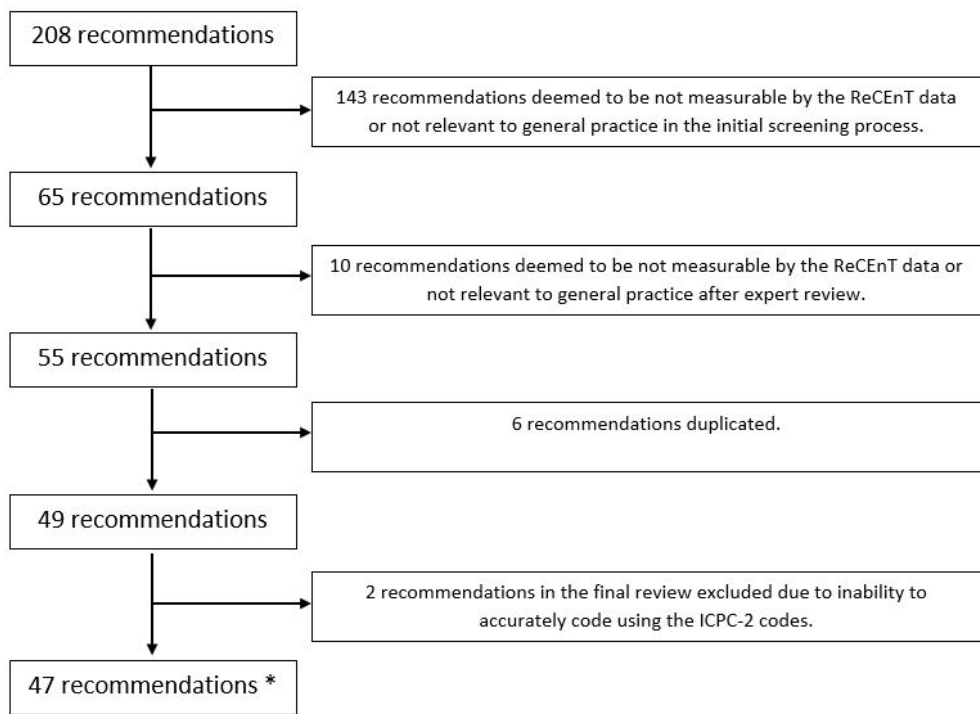 208 recommendations
143 recommendations deemed to be not measurable by the ReCEnT data
or not relevant to general practice in the initial screening process.
65 recommendations
10 recommendations deemed to be not measurable by the ReCEnT data or
not relevant to general practice after expert review.
55 recommendations
6 recommendations duplicated.
49 recommendations
2 recommendations in the final review excluded due to inability to
accurately code using the ICPC-2 codes.
47 recommendations *